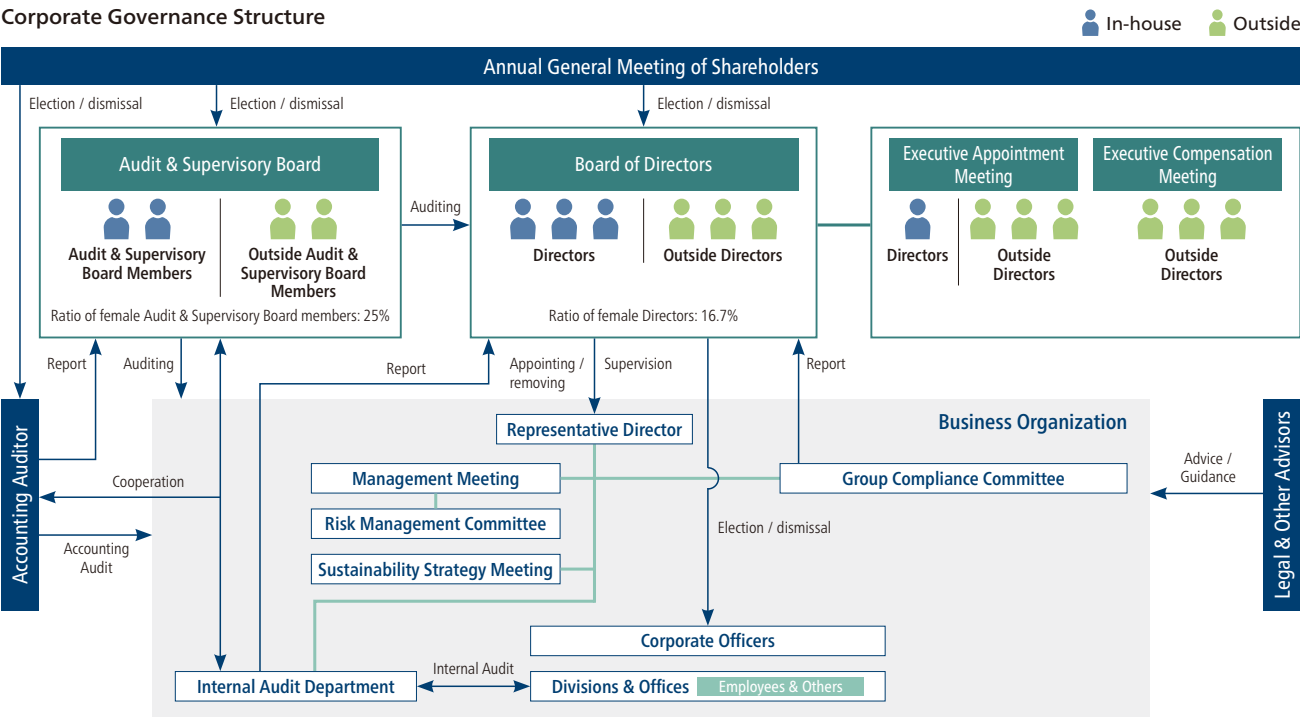 Corporate Governance Structure
In-house
Outside
Annual General Meeting of Shareholders
Election / dismissal
Election / dismissal
Election / dismissal
Audit & Supervisory Board
Audit & Supervisory
Board Members
Outside Audit &
Supervisory Board
Members
Ratio of female Audit & Supervisory Board members: 25%
Auditing
Board of Directors
Directors
Outside Directors
Ratio of female Directors: 16.7%
Executive Appointment
Meeting
Directors
Outside
Directors
Executive Compensation
Meeting
Outside
Directors
Report
Auditing
Report
Appointing /
removing
Supervision
Report
Accounting Auditor
Cooperation
Accounting
Audit
Business Organization
Representative Director
Management Meeting
Group Compliance Committee
Risk Management Committee
Sustainability Strategy Meeting
Election / dismissal
Corporate Officers
Internal Audit Department
Internal Audit
Divisions & Offices
Employees & Others
Advice /
Guidance
Legal & Other Advisors